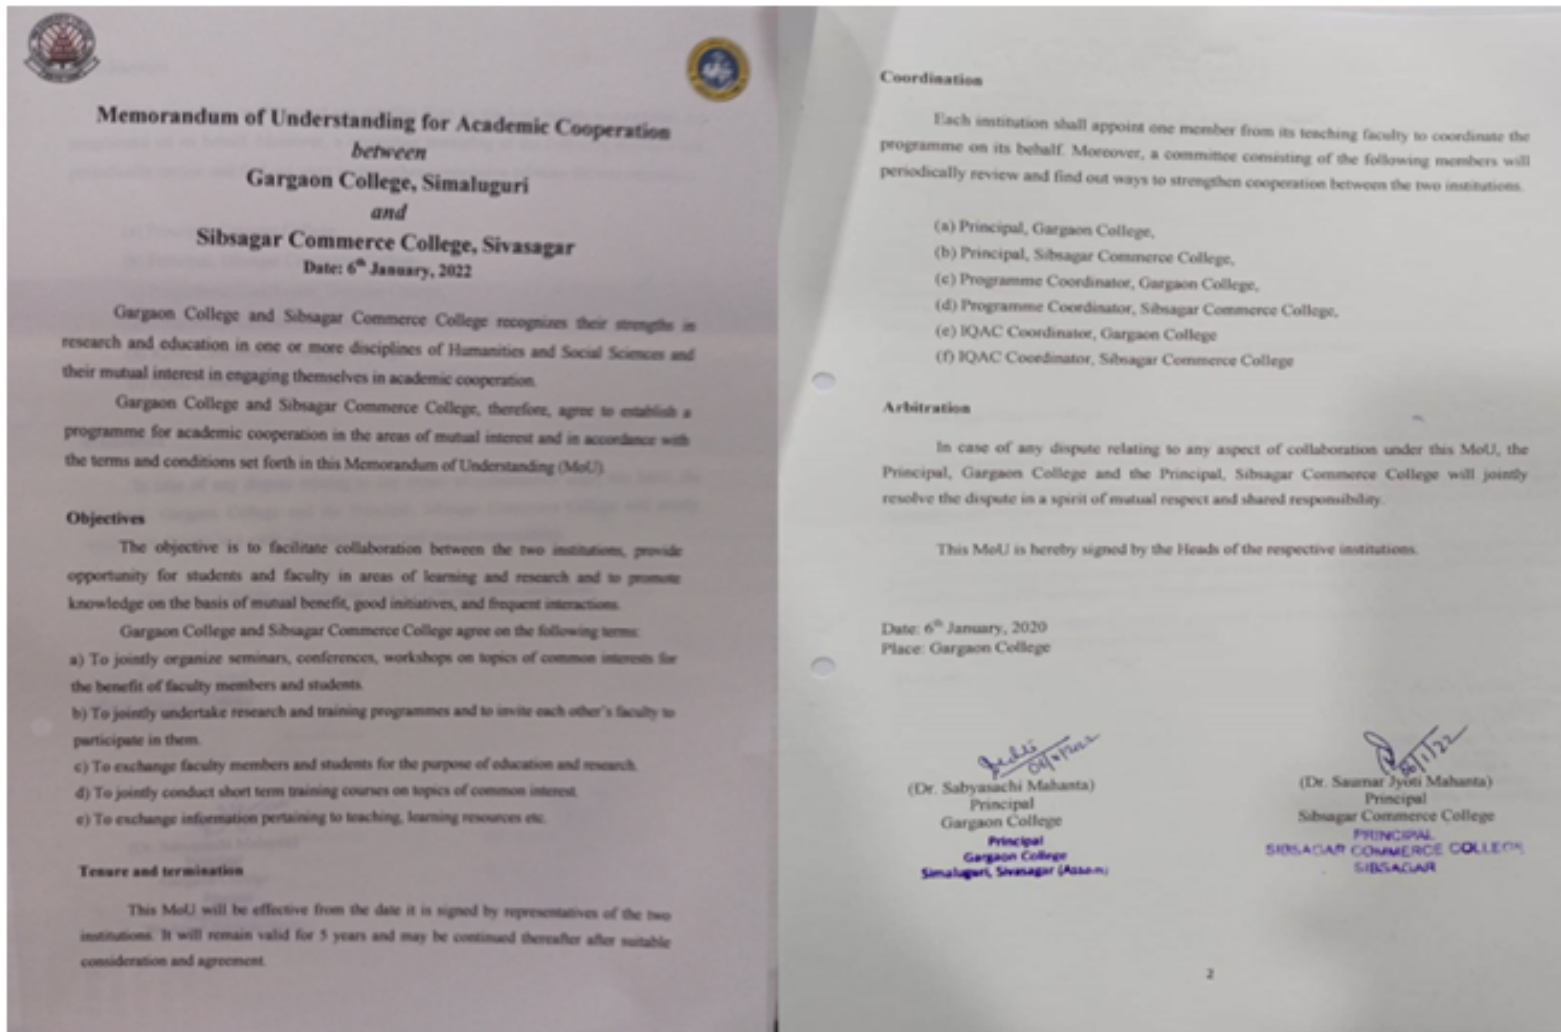 Memorandum of Understanding for Academic Cooperation
between
Gargaon College, Simaluguri
and
Sibsagar Commerce College, Sivasagar
Date: 6th January, 2022
Gargaon College and Sibsagar Commerce College recognizes their strengths in
research and education in one or more disciplines of Humanities and Social Sciences and
their mutual interest in engaging themselves in academic cooperation.
Gargaon College and Sibsagar Commerce College, therefore, agree to establish a
programme for academic cooperation in the areas of mutual interest and in accordance with
the terms and conditions set forth in this Memorandum of Understanding (MoU).
Objectives
The objective is to facilitate collaboration between the two institutions, provide
opportunity for students and faculty in areas of learning and research and to promote
knowledge on the basis of mutual benefit, good initiatives, and frequent interactions.
Gargaon College and Sibsagar Commerce College agree on the following terms:
a) To jointly organize seminars, conferences, workshops on topics of common interests for
the benefit of faculty members and students.
b) To jointly undertake research and training programmes and to invite each other's faculty to
participate in them.
c) To exchange faculty members and students for the purpose of education and research.
d) To jointly conduct short term training courses on topics of common interest.
e) To exchange information pertaining to teaching, learning resources etc.
Tenure and termination
This MoU will be effective from the date it is signed by representatives of the two
institutions. It will remain valid for 5 years and may be continued thereafter after suitable
consideration and agreement.
Coordination
Each institution shall appoint one member from its teaching faculty to coordinate the
programme on its behalf. Moreover, a committee consisting of the following members will
periodically review and find out ways to strengthen cooperation between the two institutions.
(a) Principal, Gargaon College,
(b) Principal, Sibsagar Commerce College,
(c) Programme Coordinator, Gargaon College,
(d) Programme Coordinator, Sibsagar Commerce College,
(e) IQAC Coordinator, Gargaon College
(f) IQAC Coordinator, Sibsagar Commerce College
Arbitration
In case of any dispute relating to any aspect of collaboration under this MoU, the
Principal, Gargaon College and the Principal, Sibsagar Commerce College will jointly
resolve the dispute in a spirit of mutual respect and shared responsibility.
This MoU is hereby signed by the Heads of the respective institutions.
Date: 6th January, 2020
Place: Gargaon College
(Dr. Sabyasachi Mahanta)
Principal
Gargaon College
Principal
Gargaon College
Simaluguri, Sivasagar (Assam)
06/1/22
(Dr. Saumar Jyoti Mahanta)
Principal
Sibsagar Commerce College
PRINCIPAL
SIBSAGAR COMMERCE COLLEGE
SIBSAGAR
2